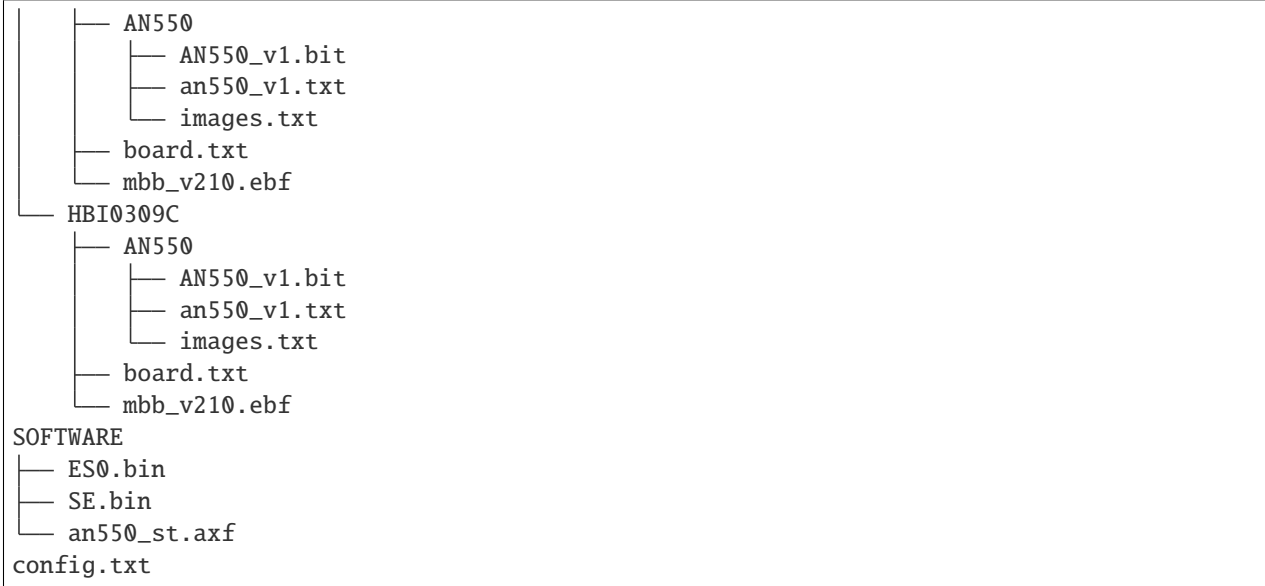 │   ├── AN550
│   │   ├── AN550_v1.bit
│   │   ├── an550_v1.txt
│   │   └── images.txt
│   ├── board.txt
│   └── mbb_v210.ebf
└── HBI0309C
    ├── AN550
    │   ├── AN550_v1.bit
    │   ├── an550_v1.txt
    │   └── images.txt
    ├── board.txt
    └── mbb_v210.ebf
SOFTWARE
├── ES0.bin
├── SE.bin
└── an550_st.axf
config.txt